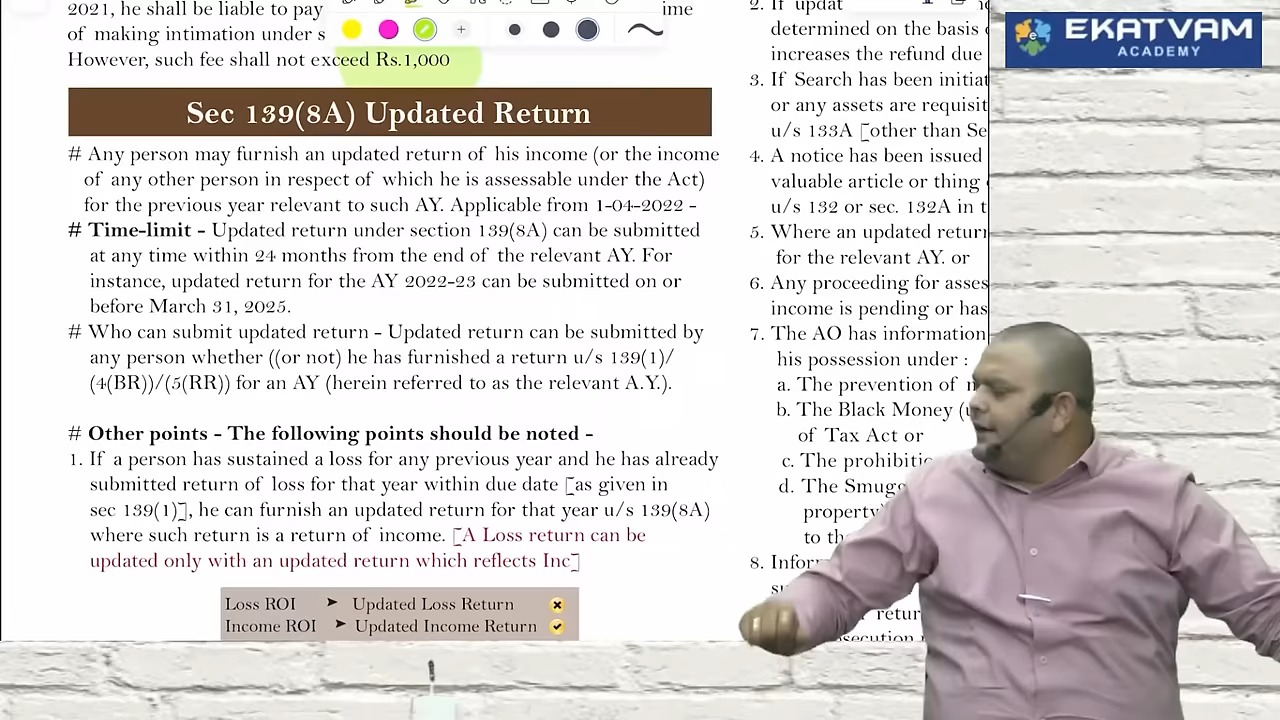 2021, he shall be liable to pay
ime
of making intimation under s
However, such fee shall not exceed Rs.1,000
Sec 139(8A) Updated Return
# Any person may furnish an updated return of his income (or the income
of any other person in respect of which he is assessable under the Act)
for the previous year relevant to such AY. Applicable from 1-04-2022 -
# Time-limit - Updated return under section 139(8A) can be submitted
at any time within 24 months from the end of the relevant AY. For
instance, updated return for the AY 2022-23 can be submitted on or
before March 31, 2025.
# Who can submit updated return - Updated return can be submitted by
any person whether ((or not) he has furnished a return u/s 139(1)/
(4(BR))/(5(RR)) for an AY (herein referred to as the relevant A.Y.).
# Other points - The following points should be noted -
1. If a person has sustained a loss for any previous year and he has already
submitted return of loss for that year within due date [as given in
sec 139(1)], he can furnish an updated return for that year u/s 139(8A)
where such return is a return of income. [A Loss return can be
updated only with an updated return which reflects Inc]
Loss ROI ➤ Updated Loss Return ✖
Income ROI ➤ Updated Income Return ✔
2. If updat
determined on the basis o
increases the refund due
3. If Search has been initiat
or any assets are requisit
u/s 133A [other than Se
4. A notice has been issued
valuable article or thing
u/s 132 or sec. 132A in t
5. Where an updated return
for the relevant AY. or
6. Any proceeding for asses
income is pending or has
7. The AO has information
his possession under :
a. The prevention of
b. The Black Money (
of Tax Act or
c. The prohibitio
d. The Smugg
property
to th
8. Infor
retur
secution
EKATVAM
ACADEMY